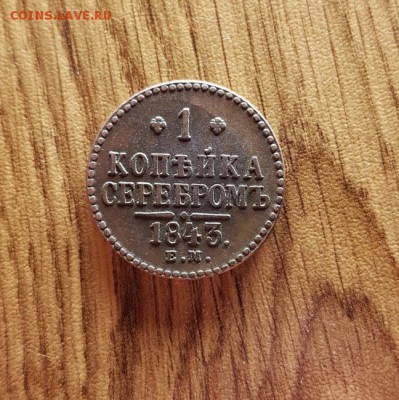 COINS.LAVE.RU
1
КОПѢЙКА
СЕРЕБРОМЪ
1843.
Е.М.